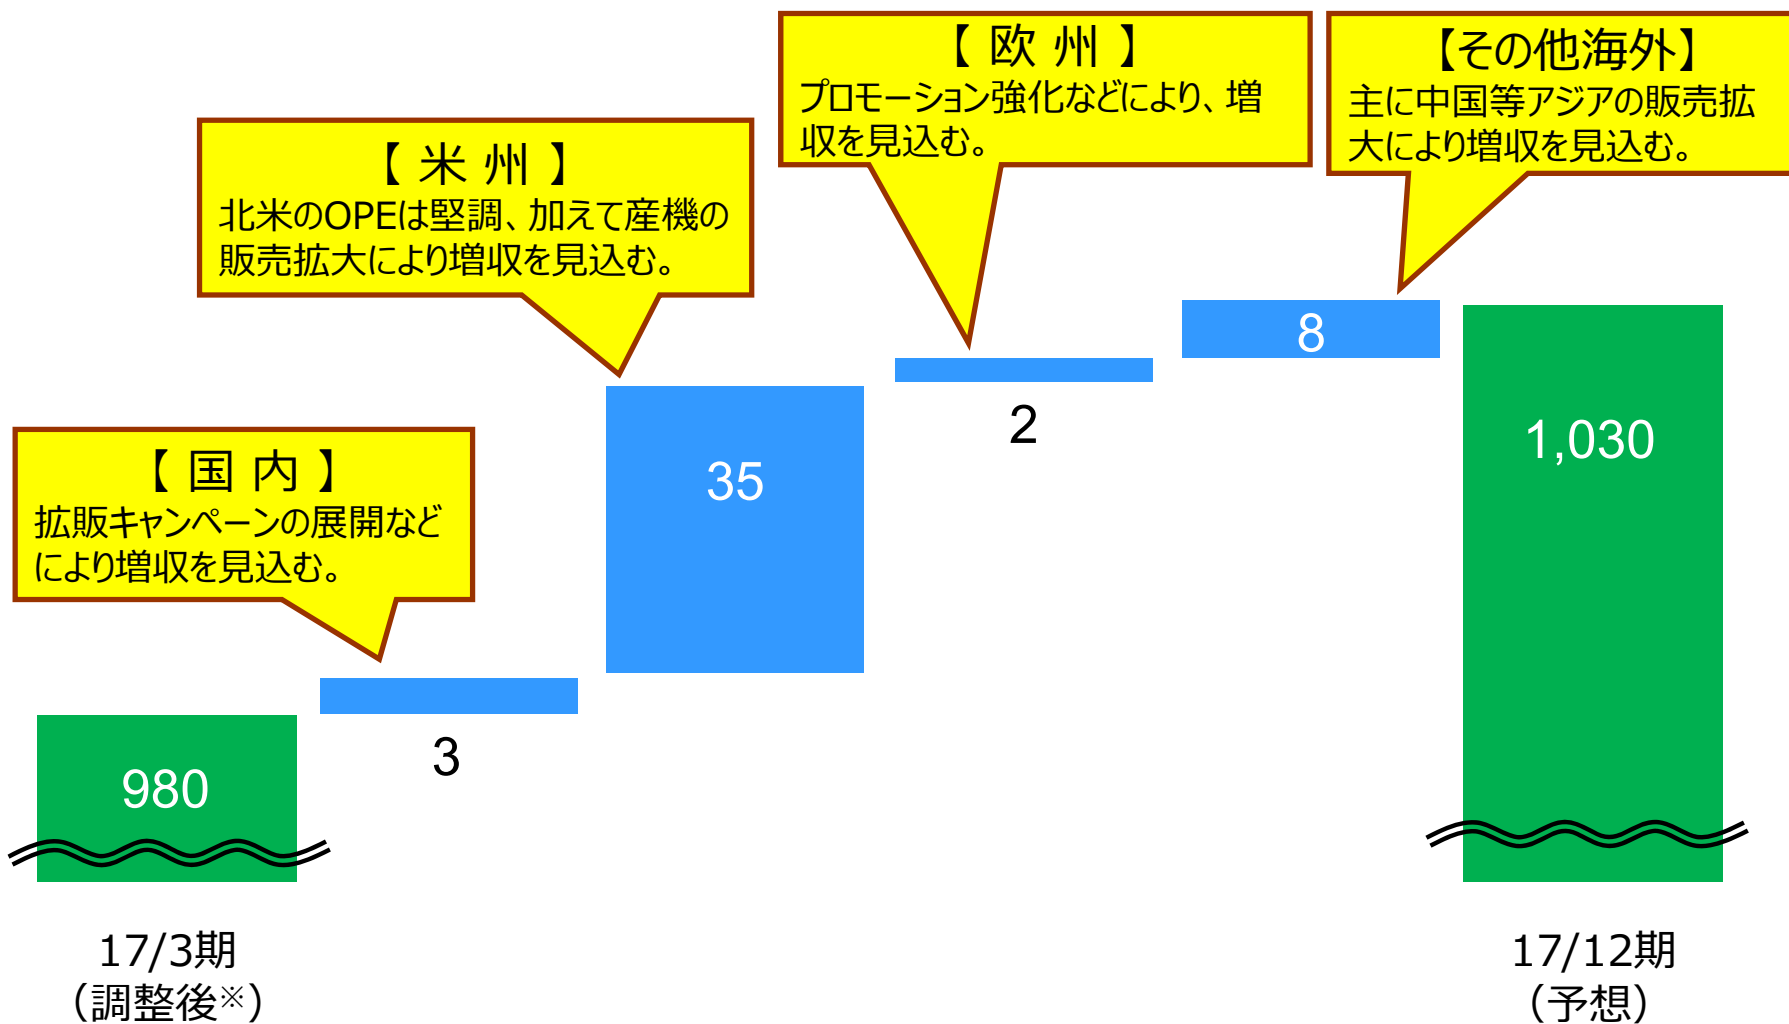 【 国 内 】
拡販キャンペーンの展開など
により増収を見込む。
【 米 州 】
北米のOPEは堅調、加えて産機の
販売拡大により増収を見込む。
【 欧 州 】
プロモーション強化などにより、増
収を見込む。
【その他海外】
主に中国等アジアの販売拡
大により増収を見込む。
980
3
35
2
8
1,030
17/3期
（調整後※）
17/12期
（予想）